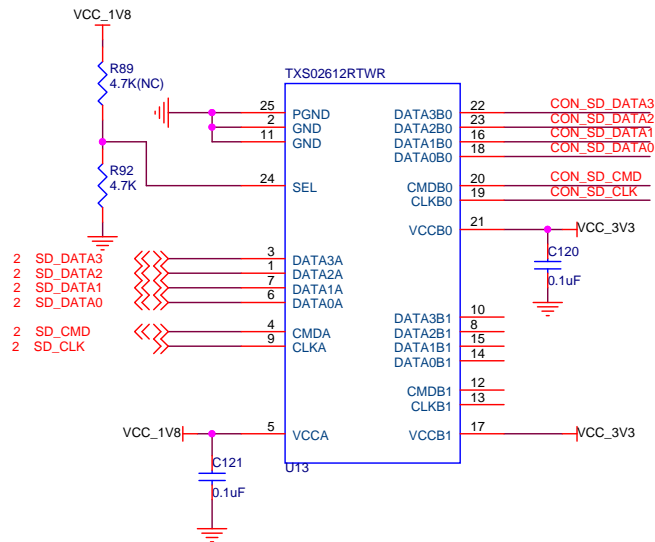 VCC_1V8
R89
4.7K(NC)
R92
4.7K
TXS02612RTWR
25 PGND
2 GND
11 GND
24 SEL
2 SD_DATA3 3 DATA3A
2 SD_DATA2 1 DATA2A
2 SD_DATA1 7 DATA1A
2 SD_DATA0 6 DATA0A
2 SD_CMD 4 CMDA
2 SD_CLK 9 CLKA
VCC_1V8 5 VCCA
C121
0.1uF
U13
DATA3B0 22 CON_SD_DATA3
DATA2B0 23 CON_SD_DATA2
DATA1B0 16 CON_SD_DATA1
DATA0B0 18 CON_SD_DATA0
CMDB0 20 CON_SD_CMD
CLKB0 19 CON_SD_CLK
VCCB0 21 VCC_3V3
C120
0.1uF
DATA3B1 10
DATA2B1 8
DATA1B1 15
DATA0B1 14
CMDB1 12
CLKB1 13
VCCB1 17 VCC_3V3